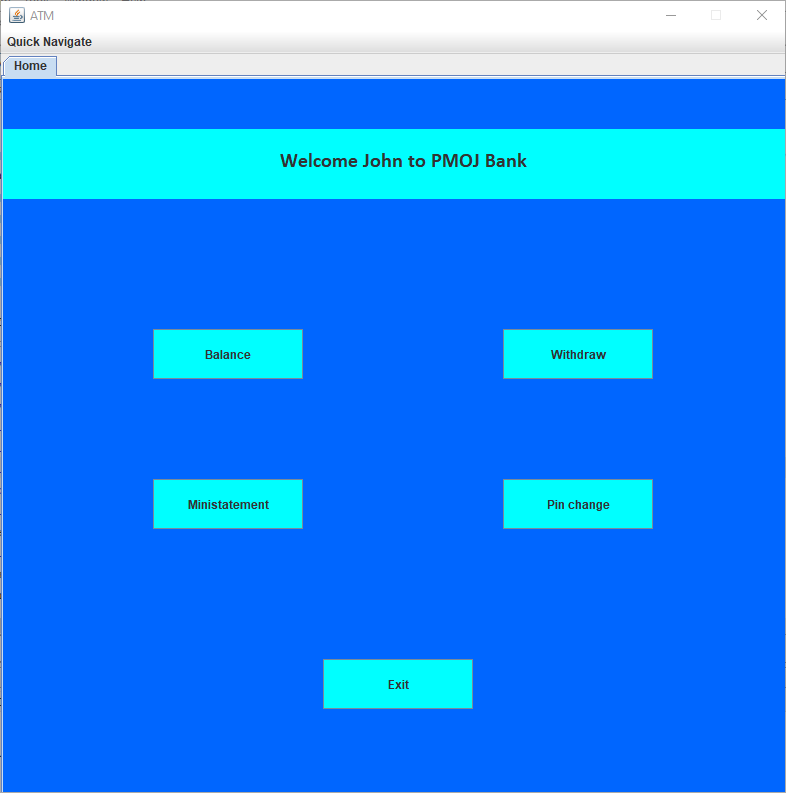 ATM
Quick Navigate
Home
Welcome John to PMOJ Bank
Balance
Withdraw
Ministatement
Pin change
Exit